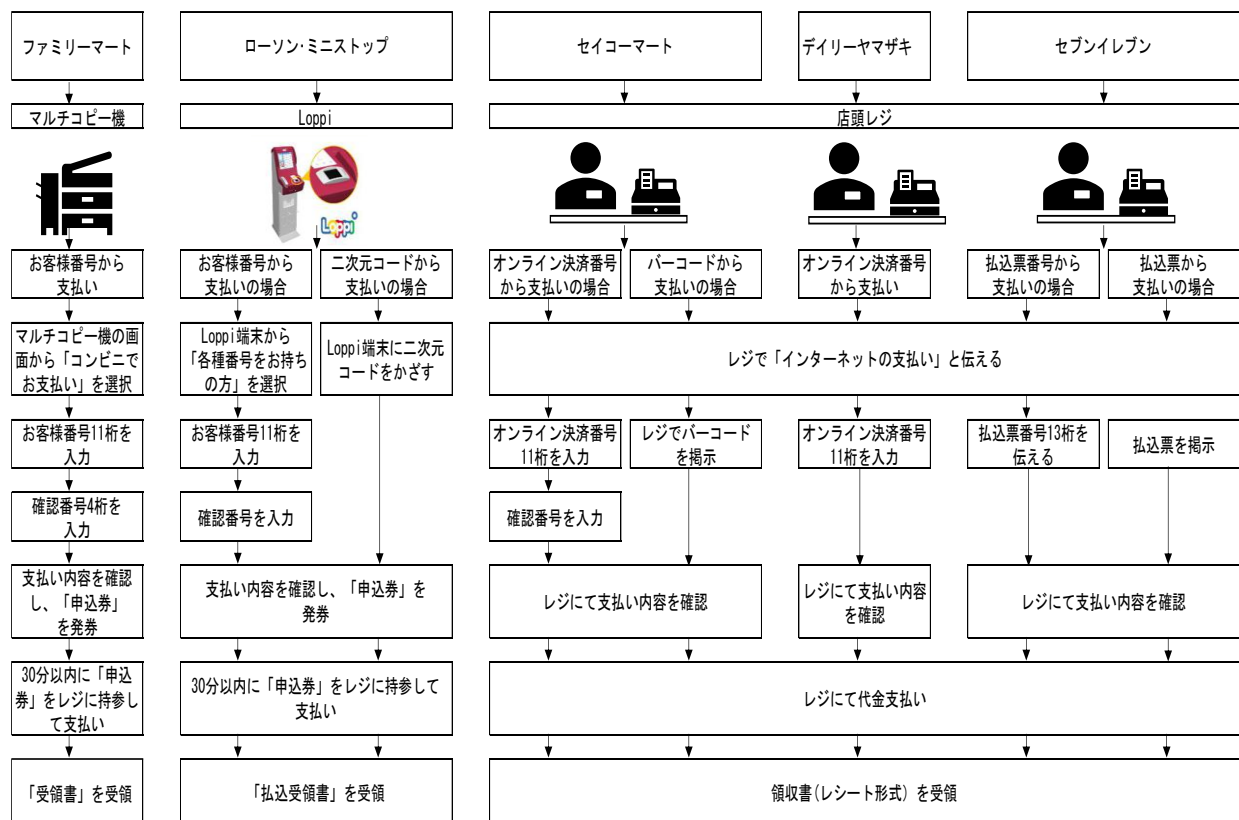 ファミリーマート
ローソン･ミニストップ
セイコーマート
デイリーヤマザキ
セブンイレブン
マルチコピー機
Loppi
店頭レジ
Loppi
お客様番号から
支払い
お客様番号から
支払いの場合
二次元コードから
支払いの場合
オンライン決済番号
から支払いの場合
バーコードから
支払いの場合
オンライン決済番号
から支払い
払込票番号から
支払いの場合
払込票から
支払いの場合
マルチコピー機の画
面から「コンビニで
お支払い」を選択
Loppi端末から
「各種番号をお持ち
の方」を選択
Loppi端末に二次元
コードをかざす
レジで「インターネットの支払い」と伝える
お客様番号11桁を
入力
お客様番号11桁を
入力
オンライン決済番号
11桁を入力
レジでバーコード
を掲示
オンライン決済番号
11桁を入力
払込票番号13桁を
伝える
払込票を掲示
確認番号4桁を
入力
確認番号を入力
確認番号を入力
支払い内容を確認
し、「申込券」
を発券
支払い内容を確認し、「申込券」を
発券
レジにて支払い内容を確認
レジにて支払い内容
を確認
レジにて支払い内容を確認
30分以内に「申込
券」をレジに持参し
て支払い
30分以内に「申込券」をレジに持参して
支払い
レジにて代金支払い
「受領書」を受領
「払込受領書」を受領
領収書(レシート形式) を受領